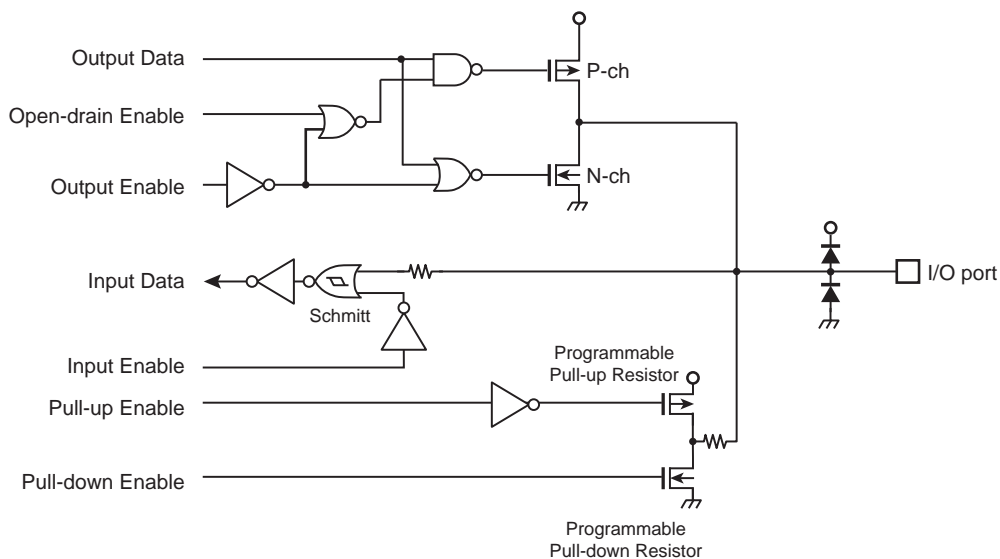 Output Data
P-ch
Open-drain Enable
Output Enable
N-ch
Input Data
I/O port
Schmitt
Input Enable
Programmable
Pull-up Resistor
Pull-up Enable
Pull-down Enable
Programmable
Pull-down Resistor